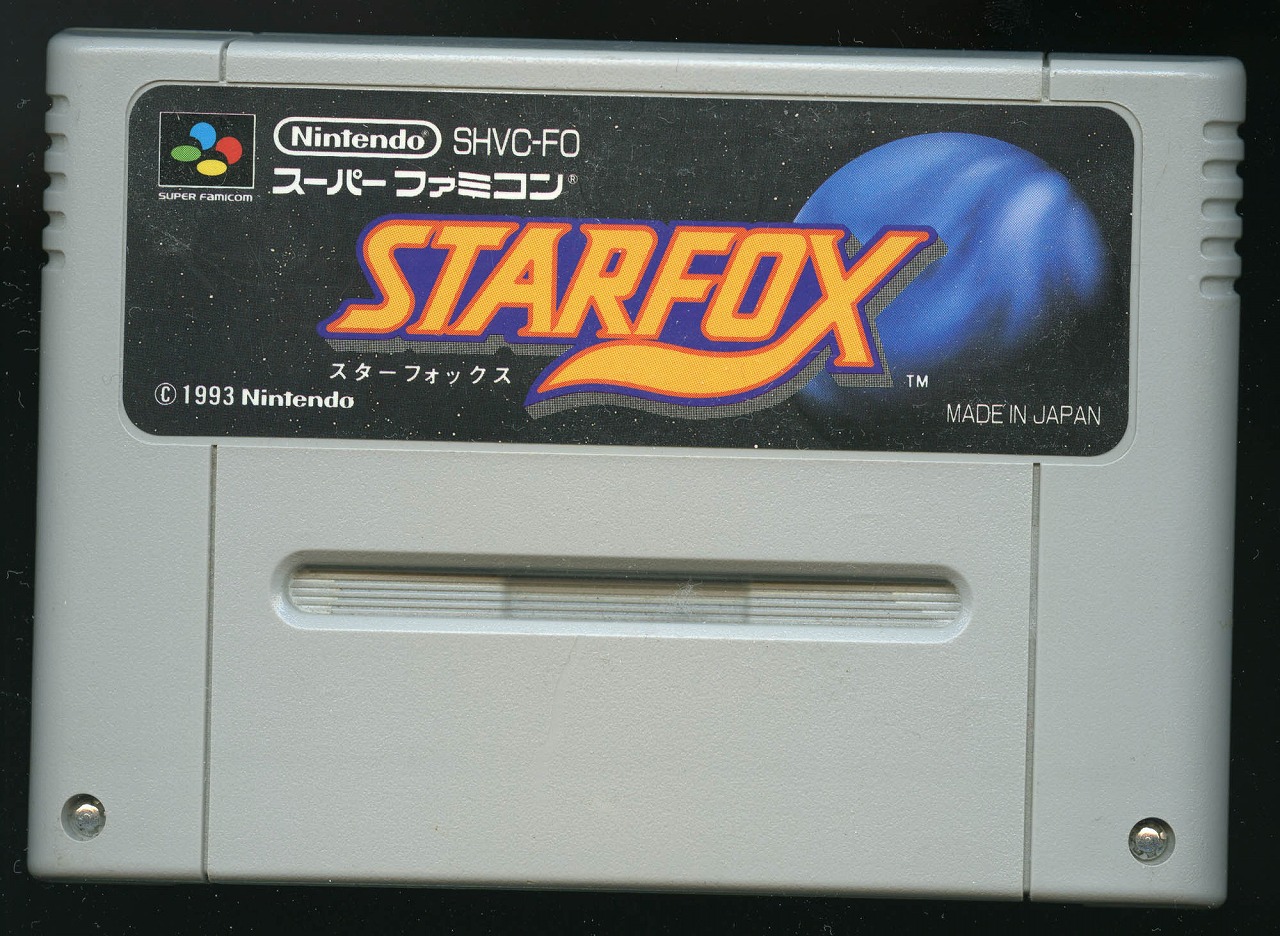 Nintendo® SHVC-FO
スーパーファミコン®
SUPER FAMICOM
STARFOX
スターフォックス
TM
© 1993 Nintendo
MADE IN JAPAN